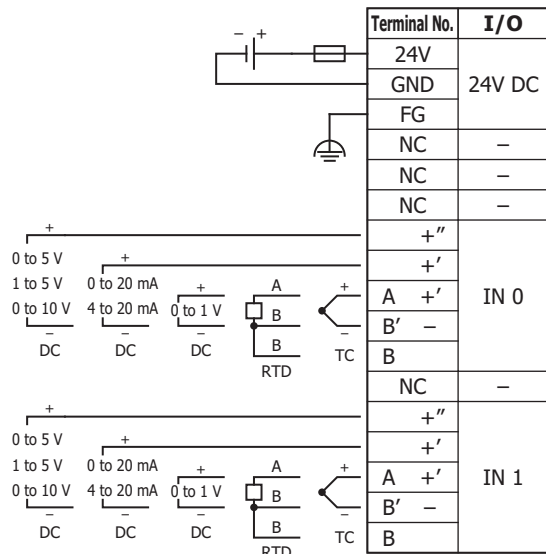 Terminal No. I/O
− + 24V
GND 24V DC
FG
NC −
NC −
NC −
+ +″
0 to 5 V + +′
1 to 5 V 0 to 20 mA + A + A +′ IN 0
0 to 10 V 4 to 20 mA 0 to 1 V B − B′ −
− − − B B
DC DC DC RTD TC
NC −
+ +″
0 to 5 V + +′
1 to 5 V 0 to 20 mA + A + A +′ IN 1
0 to 10 V 4 to 20 mA 0 to 1 V B − B′ −
− − − B B
DC DC DC RTD TC